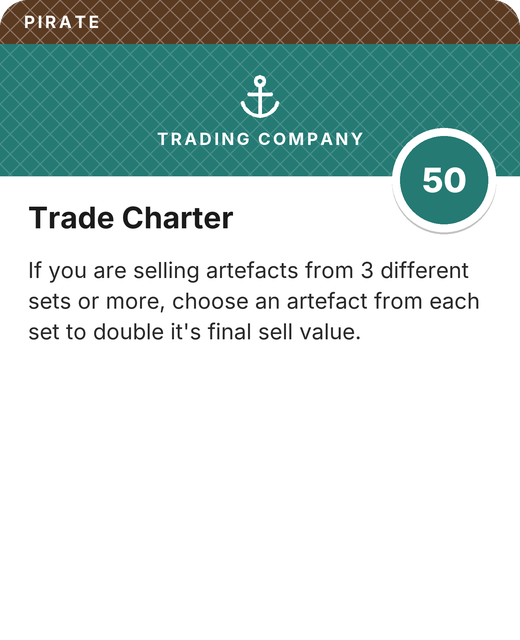 PIRATE
TRADING COMPANY
50
Trade Charter
If you are selling artefacts from 3 different
sets or more, choose an artefact from each
set to double it's final sell value.